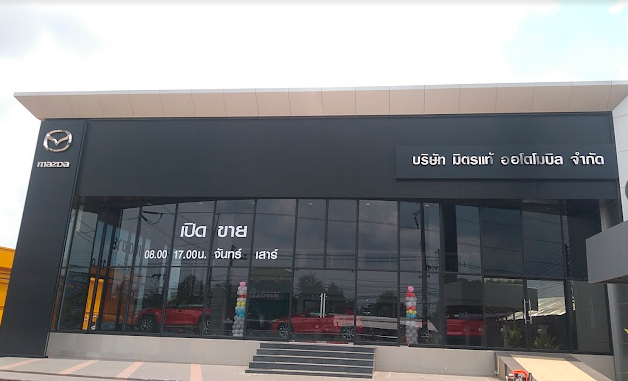 mazda
บริษัท มิตรแท้ ออโตโมบิล จำกัด
เปิด ขาย
08.00 17.00น. จันทร์ เสาร์